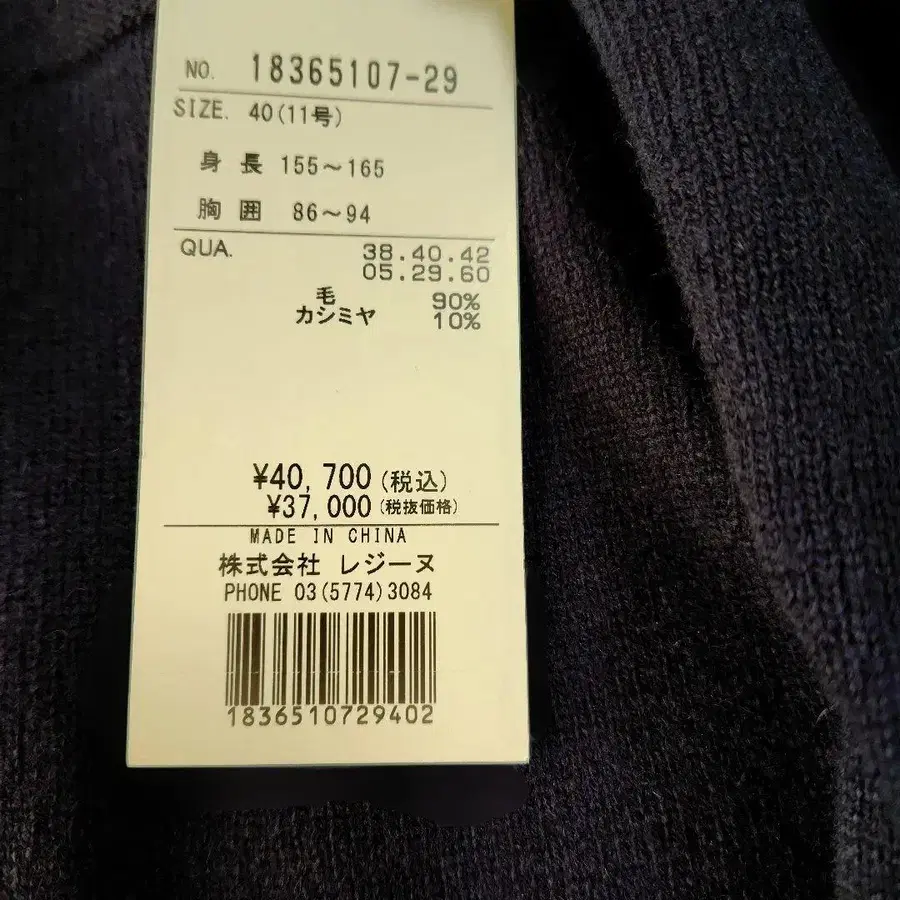 NO. 18365107-29
SIZE. 40(11号)
身長 155～165
胸囲 86～94
QUA. 38.40.42
05.29.60
毛 90%
カシミヤ 10%
¥40,700(税込)
¥37,000(税抜価格)
MADE IN CHINA
株式会社 レジーヌ
PHONE 03(5774)3084
1836510729402